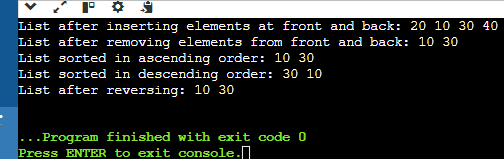 List after inserting elements at front and back: 20 10 30 40
List after removing elements from front and back: 10 30
List sorted in ascending order: 10 30
List sorted in descending order: 30 10
List after reversing: 10 30
...Program finished with exit code 0
Press ENTER to exit console.